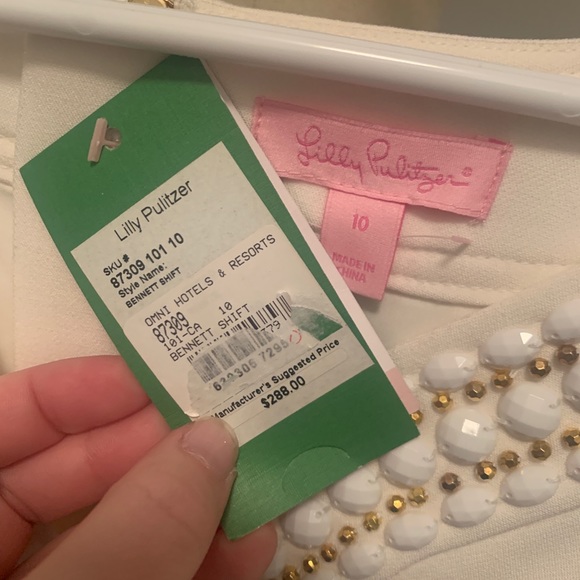 Lilly Pulitzer
SKU #
87309 101 10
Style Name:
BENNETT SHIFT
OMNI HOTELS & RESORTS
87309
101-CA 10
BENNETT SHIFT
Manufacturer's Suggested Price
$288.00
Lilly Pulitzer®
10
MADE IN
CHINA